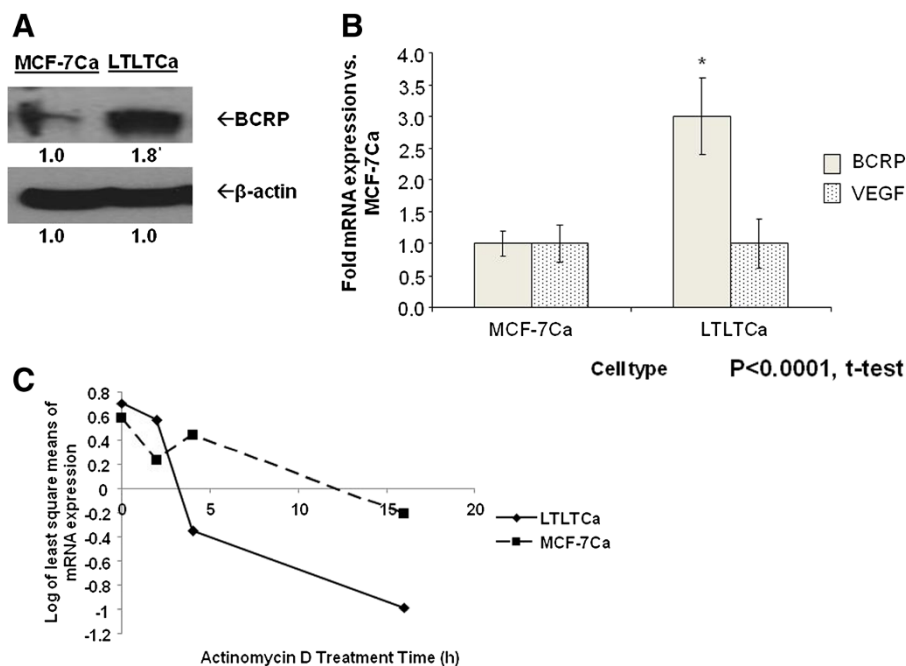 A
MCF-7Ca LTLTCa
←BCRP
1.0 1.8'
←β-actin
1.0 1.0
B
Fold mRNA expression vs.
MCF-7Ca
4.0
3.5
3.0
2.5
2.0
1.5
1.0
0.5
0.0
*
BCRP
VEGF
MCF-7Ca LTLTCa
Cell type P<0.0001, t-test
C
Log of least square means of
mRNA expression
0.8
0.6
0.4
0.2
0
-0.2
-0.4
-0.6
-0.8
-1
-1.2
0 5 10 15 20
LTLTCa
MCF-7Ca
Actinomycin D Treatment Time (h)